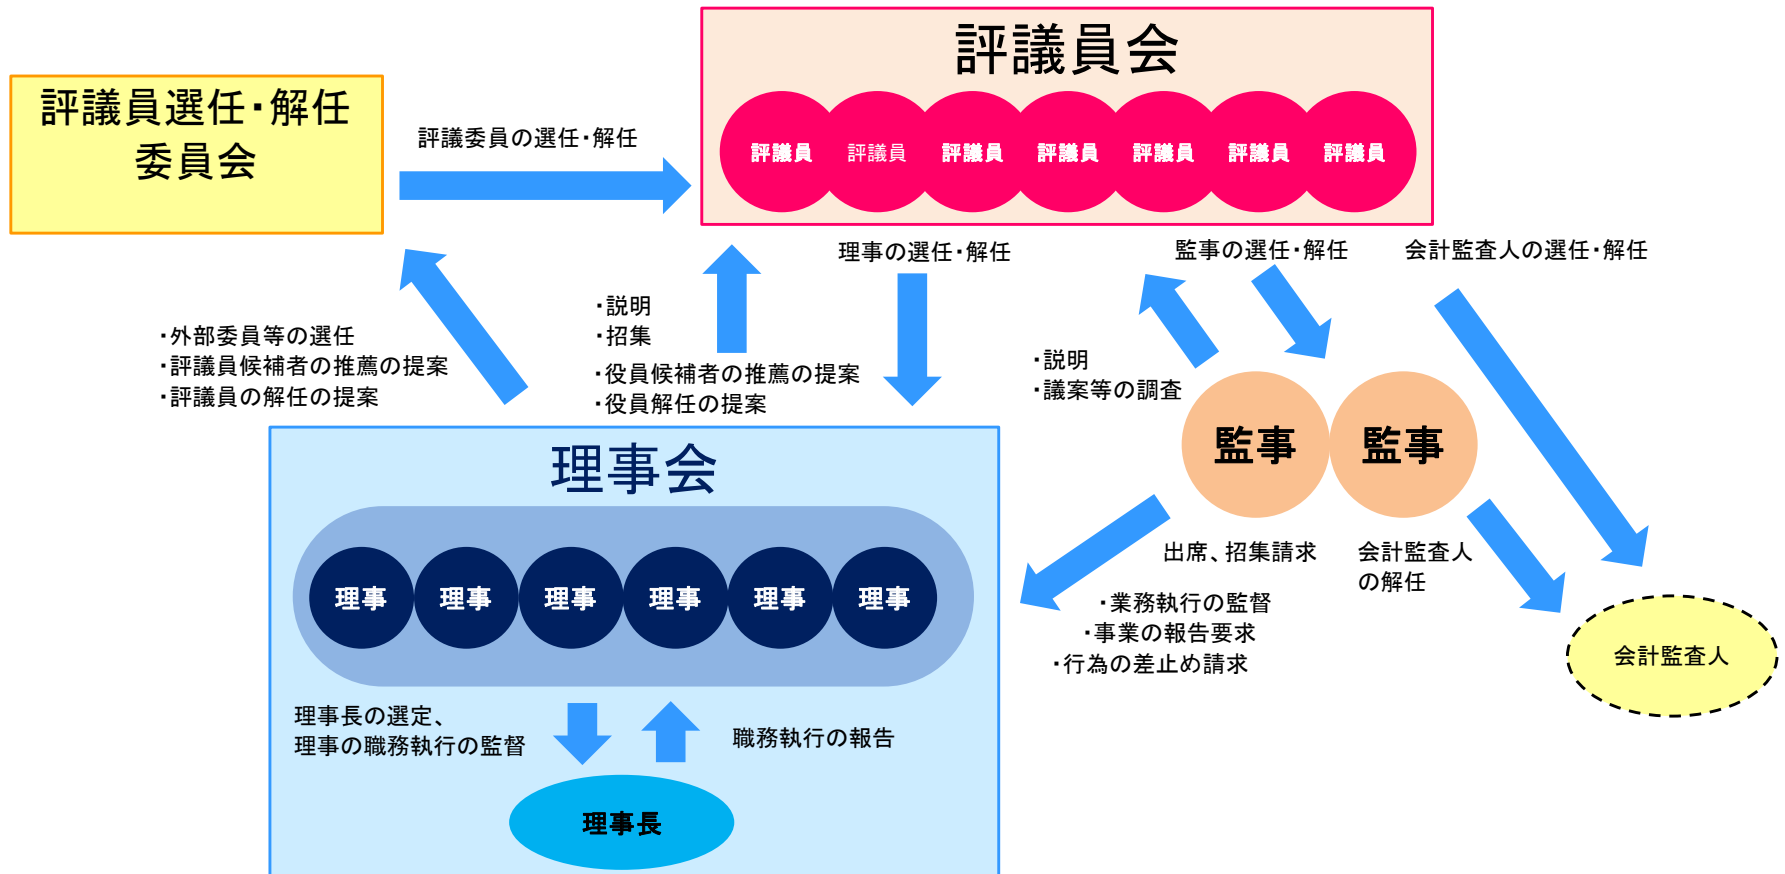 評議員会
評議員選任・解任
委員会
評議委員の選任・解任
評議員
評議員
評議員
評議員
評議員
評議員
評議員
理事の選任・解任
監事の選任・解任
会計監査人の選任・解任
・説明
・招集
・役員候補者の推薦の提案
・役員解任の提案
・外部委員等の選任
・評議員候補者の推薦の提案
・評議員の解任の提案
・説明
・議案等の調査
監事
監事
理事会
理事
理事
理事
理事
理事
理事
出席、招集請求
・業務執行の監督
・事業の報告要求
・行為の差止め請求
会計監査人
の解任
会計監査人
理事長の選定、
理事の職務執行の監督
職務執行の報告
理事長